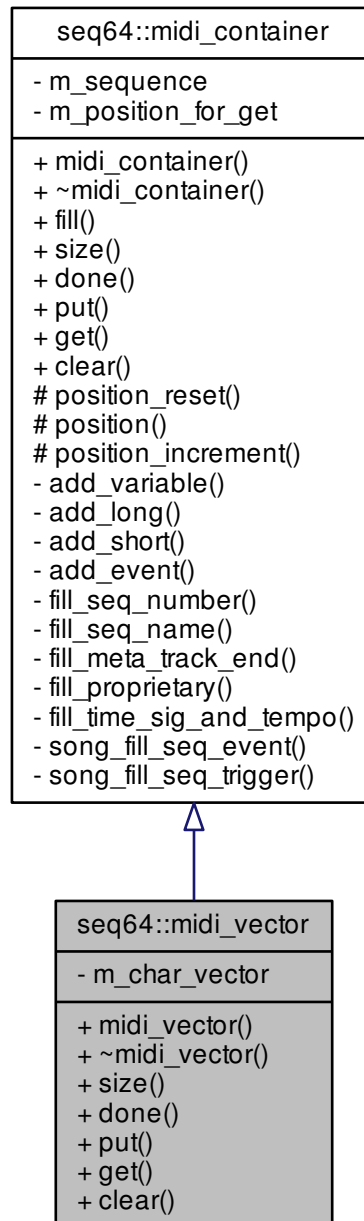 seq64::midi_container
- m_sequence
- m_position_for_get
+ midi_container()
+ ~midi_container()
+ fill()
+ size()
+ done()
+ put()
+ get()
+ clear()
# position_reset()
# position()
# position_increment()
- add_variable()
- add_long()
- add_short()
- add_event()
- fill_seq_number()
- fill_seq_name()
- fill_meta_track_end()
- fill_proprietary()
- fill_time_sig_and_tempo()
- song_fill_seq_event()
- song_fill_seq_trigger()
seq64::midi_vector
- m_char_vector
+ midi_vector()
+ ~midi_vector()
+ size()
+ done()
+ put()
+ get()
+ clear()